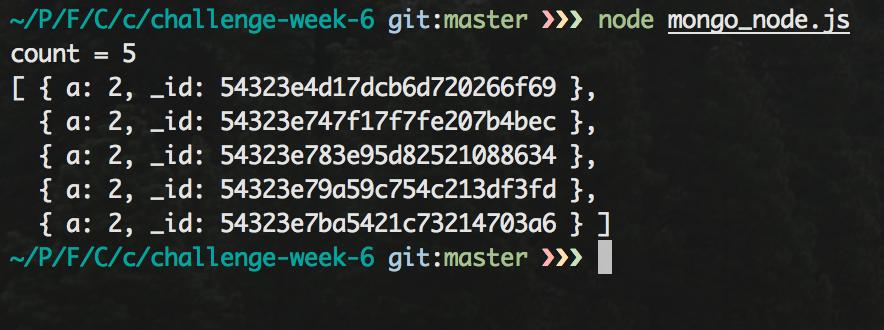 ~/P/F/C/c/challenge-week-6 git:master ❯❯❯ node mongo_node.js
count = 5
[ { a: 2, _id: 54323e4d17dcb6d720266f69 },
  { a: 2, _id: 54323e747f17f7fe207b4bec },
  { a: 2, _id: 54323e783e95d82521088634 },
  { a: 2, _id: 54323e79a59c754c213df3fd },
  { a: 2, _id: 54323e7ba5421c73214703a6 } ]
~/P/F/C/c/challenge-week-6 git:master ❯❯❯